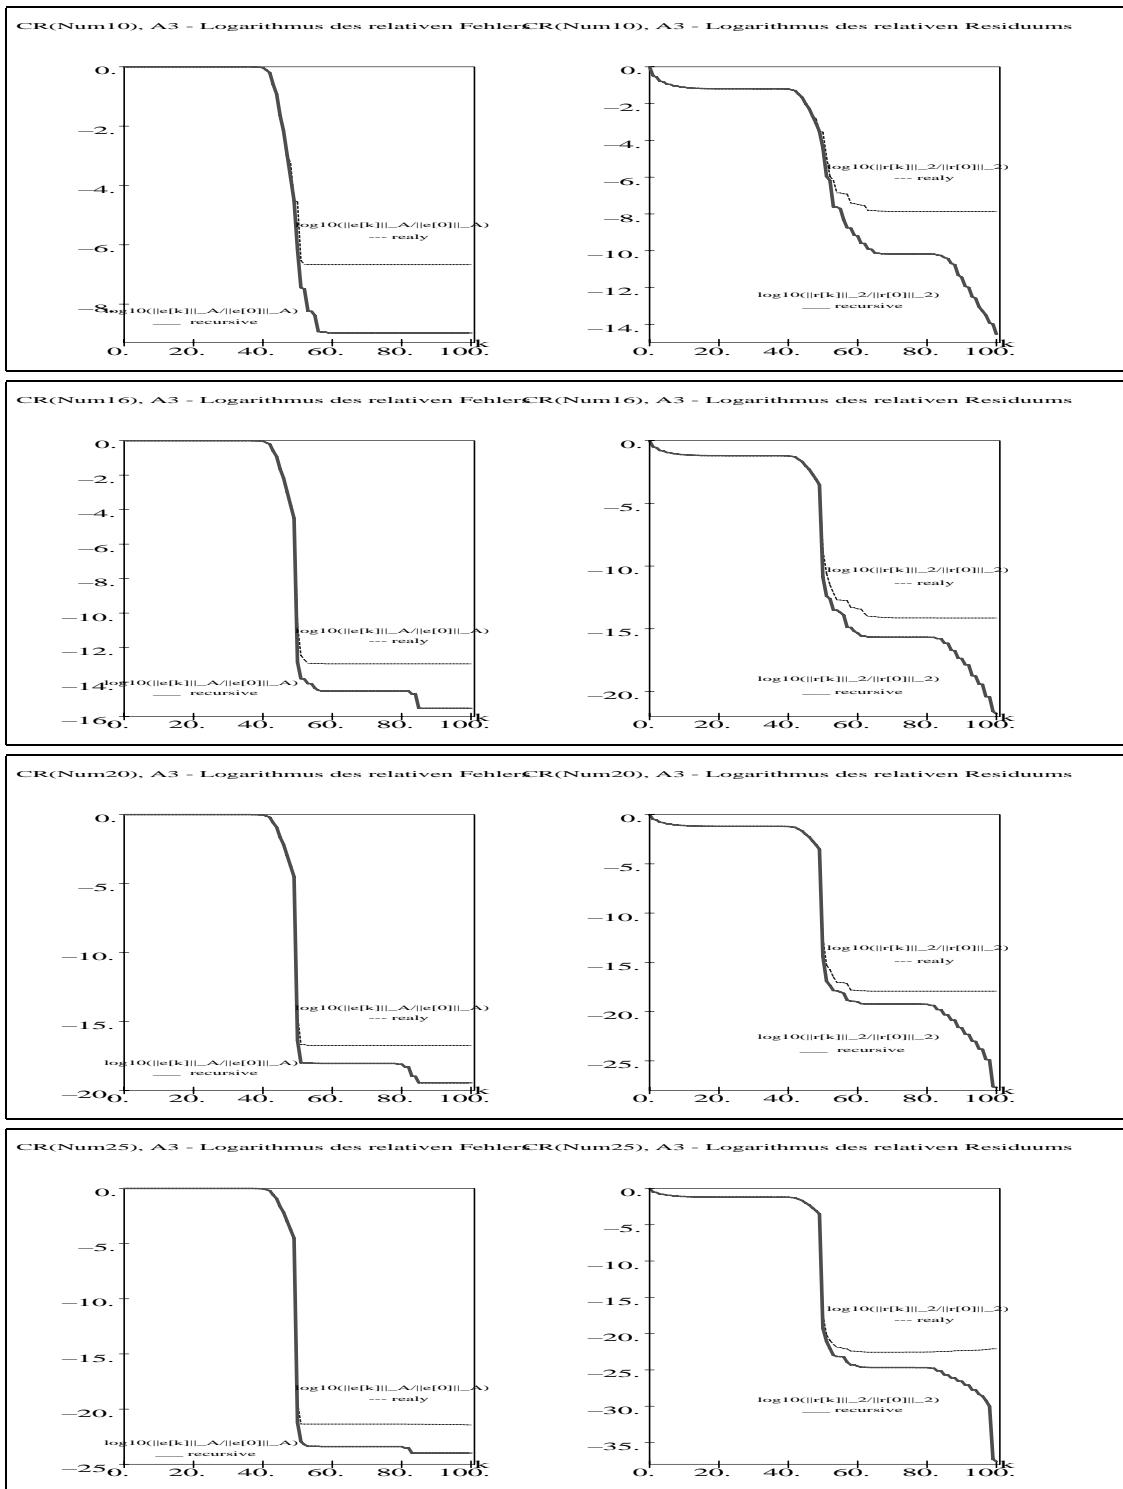 CR(Num10), A3 - Logarithmus des relativen Fehlers
0.
−2.
−4.
−6.
−8.
log10(||e[k]||_A/||e[0]||_A)
--- realy
log10(||e[k]||_A/||e[0]||_A)
___ recursive
0. 20. 40. 60. 80. 100. k
CR(Num10), A3 - Logarithmus des relativen Residuums
0.
−2.
−4.
−6.
−8.
−10.
−12.
−14.
log10(||r[k]||_2/||r[0]||_2)
--- realy
log10(||r[k]||_2/||r[0]||_2)
___ recursive
0. 20. 40. 60. 80. 100. k
CR(Num16), A3 - Logarithmus des relativen Fehlers
0.
−2.
−4.
−6.
−8.
−10.
−12.
−14.
−16.
log10(||e[k]||_A/||e[0]||_A)
--- realy
log10(||e[k]||_A/||e[0]||_A)
___ recursive
0. 20. 40. 60. 80. 100. k
CR(Num16), A3 - Logarithmus des relativen Residuums
0.
−5.
−10.
−15.
−20.
log10(||r[k]||_2/||r[0]||_2)
--- realy
log10(||r[k]||_2/||r[0]||_2)
___ recursive
0. 20. 40. 60. 80. 100. k
CR(Num20), A3 - Logarithmus des relativen Fehlers
0.
−5.
−10.
−15.
−20.
log10(||e[k]||_A/||e[0]||_A)
--- realy
log10(||e[k]||_A/||e[0]||_A)
___ recursive
0. 20. 40. 60. 80. 100. k
CR(Num20), A3 - Logarithmus des relativen Residuums
0.
−5.
−10.
−15.
−20.
−25.
log10(||r[k]||_2/||r[0]||_2)
--- realy
log10(||r[k]||_2/||r[0]||_2)
___ recursive
0. 20. 40. 60. 80. 100. k
CR(Num25), A3 - Logarithmus des relativen Fehlers
0.
−5.
−10.
−15.
−20.
−25.
log10(||e[k]||_A/||e[0]||_A)
--- realy
log10(||e[k]||_A/||e[0]||_A)
___ recursive
0. 20. 40. 60. 80. 100. k
CR(Num25), A3 - Logarithmus des relativen Residuums
0.
−5.
−10.
−15.
−20.
−25.
−30.
−35.
log10(||r[k]||_2/||r[0]||_2)
--- realy
log10(||r[k]||_2/||r[0]||_2)
___ recursive
0. 20. 40. 60. 80. 100. k